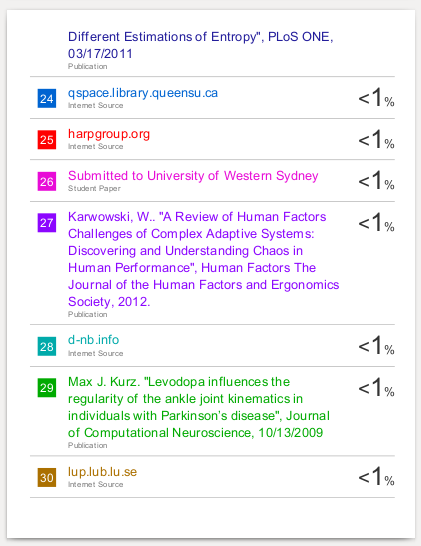 Different Estimations of Entropy", PLoS ONE,
03/17/2011
Publication
24 qspace.library.queensu.ca <1%
Internet Source
25 harpgroup.org <1%
Internet Source
26 Submitted to University of Western Sydney <1%
Student Paper
27 Karwowski, W.. "A Review of Human Factors <1%
Challenges of Complex Adaptive Systems:
Discovering and Understanding Chaos in
Human Performance", Human Factors The
Journal of the Human Factors and Ergonomics
Society, 2012.
Publication
28 d-nb.info <1%
Internet Source
29 Max J. Kurz. "Levodopa influences the <1%
regularity of the ankle joint kinematics in
individuals with Parkinson’s disease", Journal
of Computational Neuroscience, 10/13/2009
Publication
30 lup.lub.lu.se <1%
Internet Source